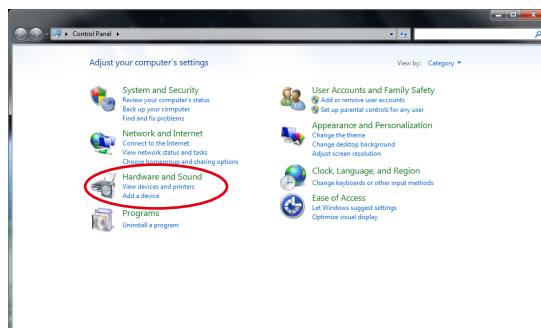 Control Panel
Adjust your computer's settings
View by: Category
System and Security
Review your computer's status
Back up your computer
Find and fix problems
Network and Internet
Connect to the Internet
View network status and tasks
Choose homegroup and sharing options
Hardware and Sound
View devices and printers
Add a device
Programs
Uninstall a program
User Accounts and Family Safety
Add or remove user accounts
Set up parental controls for any user
Appearance and Personalization
Change the theme
Change desktop background
Adjust screen resolution
Clock, Language, and Region
Change keyboards or other input methods
Ease of Access
Let Windows suggest settings
Optimize visual display